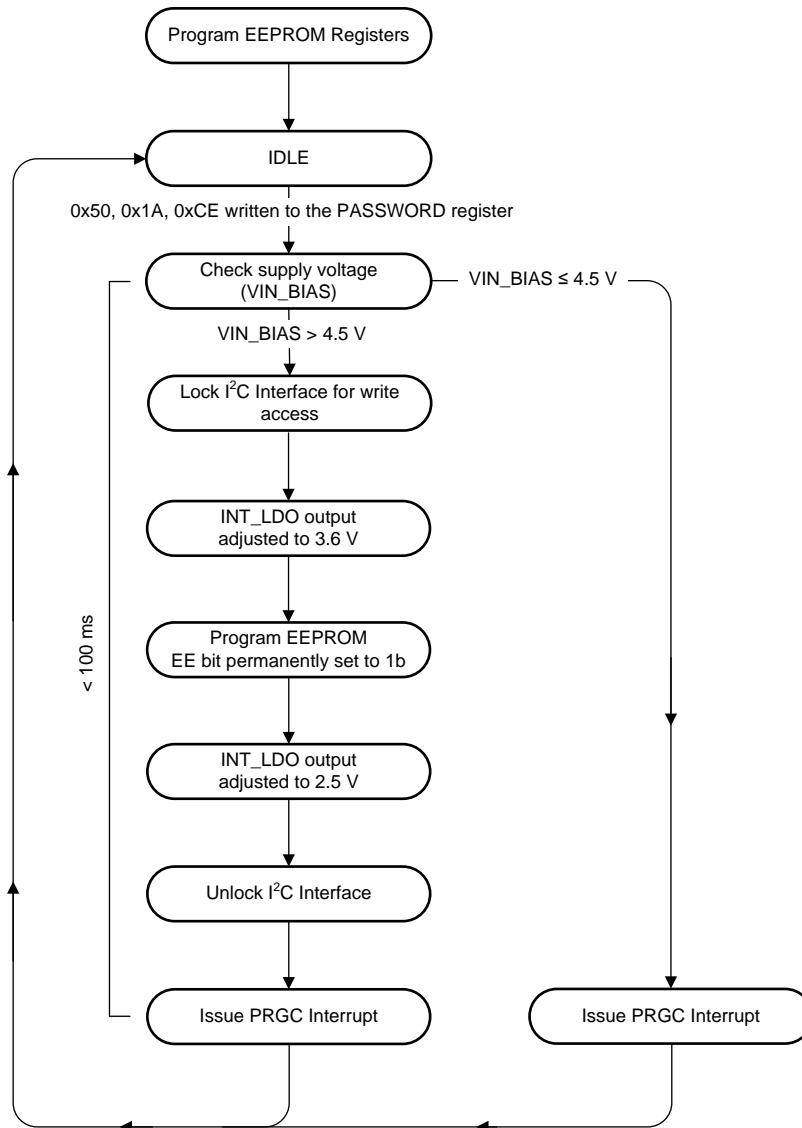 Program EEPROM Registers
IDLE
0x50, 0x1A, 0xCE written to the PASSWORD register
Check supply voltage
(VIN_BIAS)
VIN_BIAS ≤ 4.5 V
VIN_BIAS > 4.5 V
Lock I²C Interface for write
access
INT_LDO output
adjusted to 3.6 V
< 100 ms
Program EEPROM
EE bit permanently set to 1b
INT_LDO output
adjusted to 2.5 V
Unlock I²C Interface
Issue PRGC Interrupt
Issue PRGC Interrupt